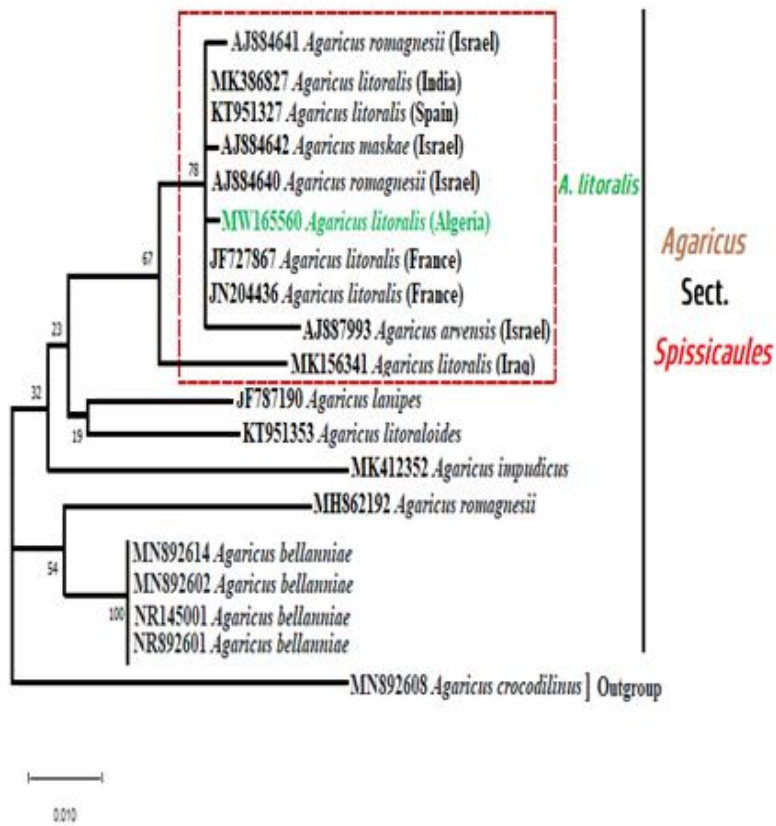 AJ884641 Agaricus romagnesii (Israel)
MK386827 Agaricus litoralis (India)
KT951327 Agaricus litoralis (Spain)
AJ884642 Agaricus maskae (Israel)
78
AJ884640 Agaricus romagnesii (Israel)
A. litoralis
MW165560 Agaricus litoralis (Algeria)
Agaricus
Sect.
Spissicaules
67
JF727867 Agaricus litoralis (France)
JN204436 Agaricus litoralis (France)
23
AJ887993 Agaricus arvensis (Israel)
MK156341 Agaricus litoralis (Iraq)
32
JF787190 Agaricus lanipes
19
KT951353 Agaricus litoraloides
MK412352 Agaricus impudicus
MH862192 Agaricus romagnesii
54
MN892614 Agaricus bellanniae
MN892602 Agaricus bellanniae
100
NR145001 Agaricus bellanniae
NR892601 Agaricus bellanniae
MN892608 Agaricus crocodilinus ] Outgroup
0.010